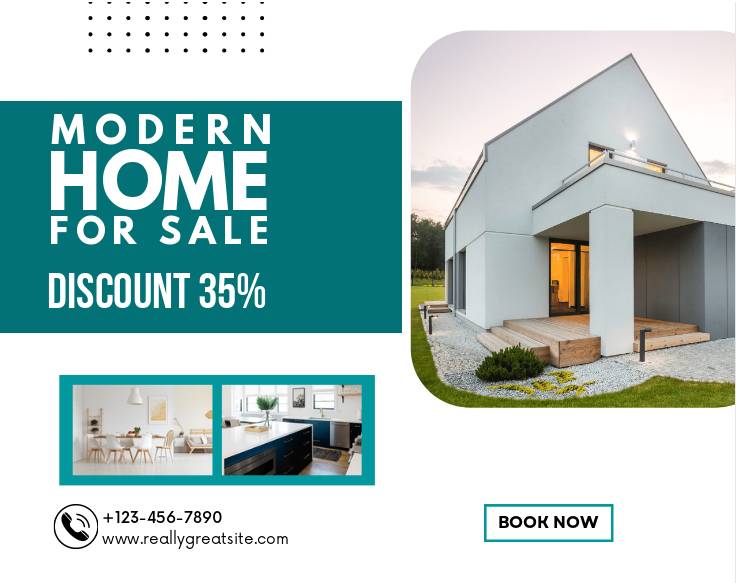 MODERN
HOME
FOR SALE
DISCOUNT 35%
+123-456-7890
www.reallygreatsite.com
BOOK NOW